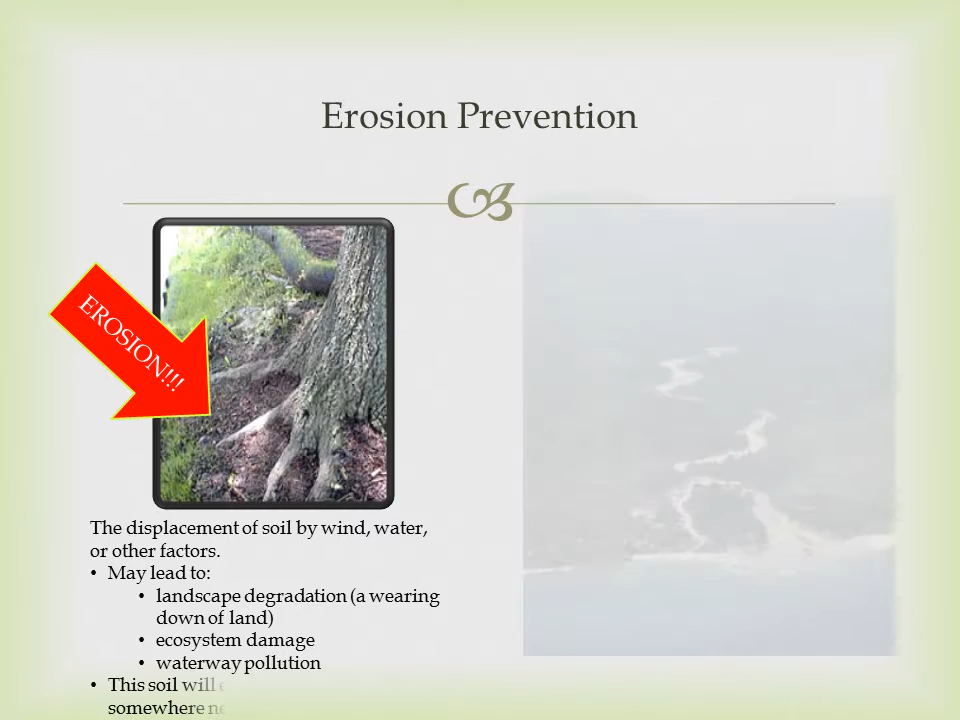 Erosion Prevention
EROSION!!!
The displacement of soil by wind, water,
or other factors.
• May lead to:
• landscape degradation (a wearing
down of land)
• ecosystem damage
• waterway pollution
• This soil will
somewhere